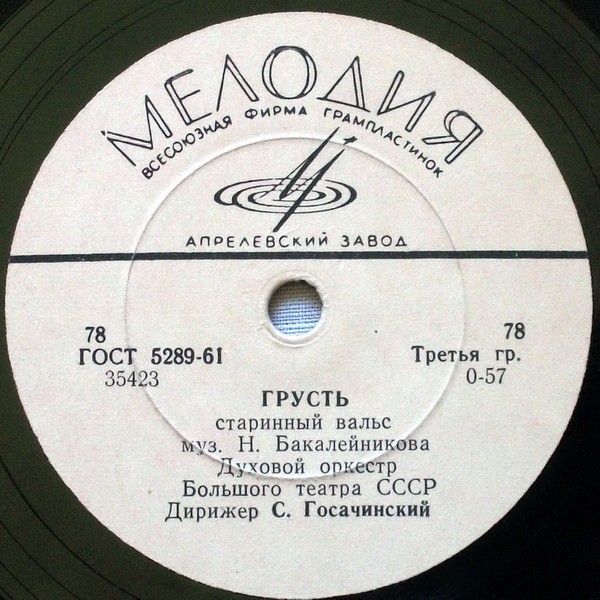 МЕЛОДИЯ
ВСЕСОЮЗНАЯ ФИРМА ГРАМПЛАСТИНОК
АПРЕЛЕВСКИЙ ЗАВОД
78 78
ГОСТ 5289-61 Третья гр.
35423 0-57
ГРУСТЬ
старинный вальс
муз. Н. Бакалейникова
Духовой оркестр
Большого театра СССР
Дирижер С. Госачинский